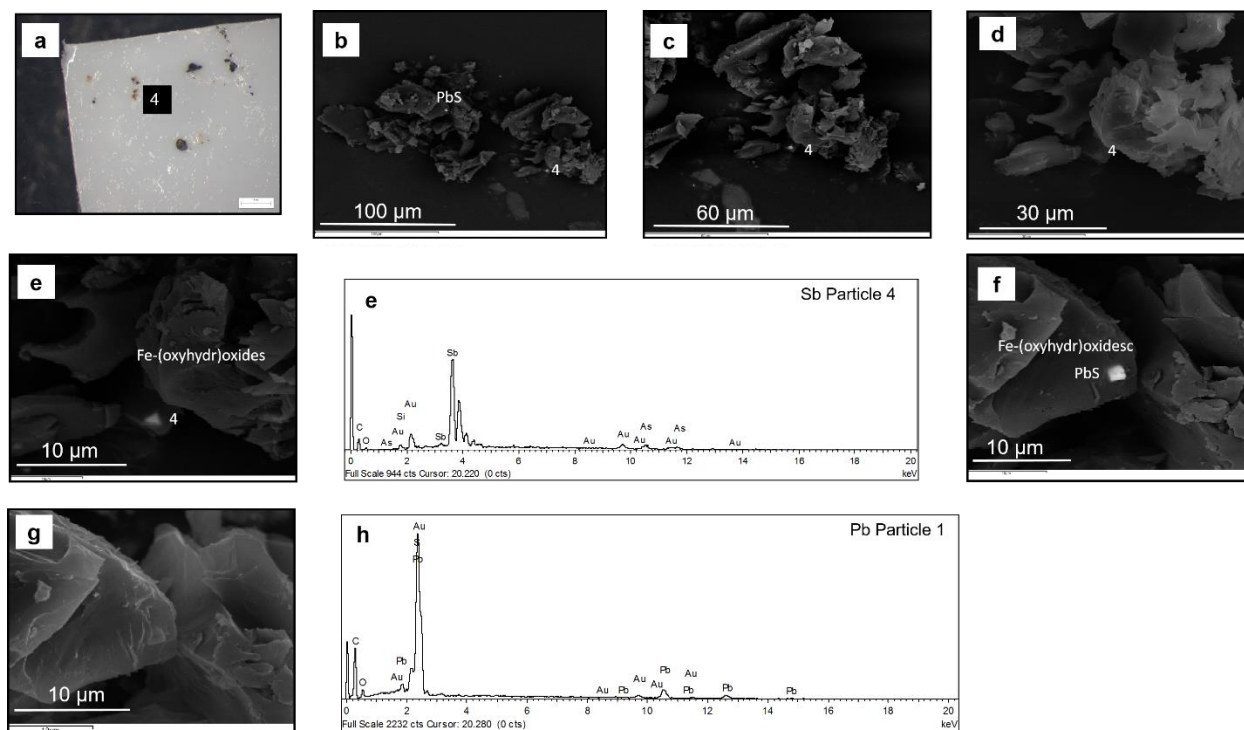 a
4
b
PbS
4
100 µm
c
4
60 µm
d
4
30 µm
e
Fe-(oxyhydr)oxides
4
10 µm
e
Sb Particle 4
Sb
Au
Si
C
O
As
Au
Sb
Au
Au
Au
As
As
Au
Au
0 2 4 6 8 10 12 14 16 18 20
Full Scale 944 cts Cursor: 20.220 (0 cts)
keV
f
Fe-(oxyhydr)oxidesc
PbS
10 µm
g
10 µm
h
Pb Particle 1
Au
S
Pb
C
O
Au
Pb
Au
Pb
Au
Au
Pb
Au
Pb
Pb
Pb
0 2 4 6 8 10 12 14 16 18 20
Full Scale 2232 cts Cursor: 20.280 (0 cts)
keV